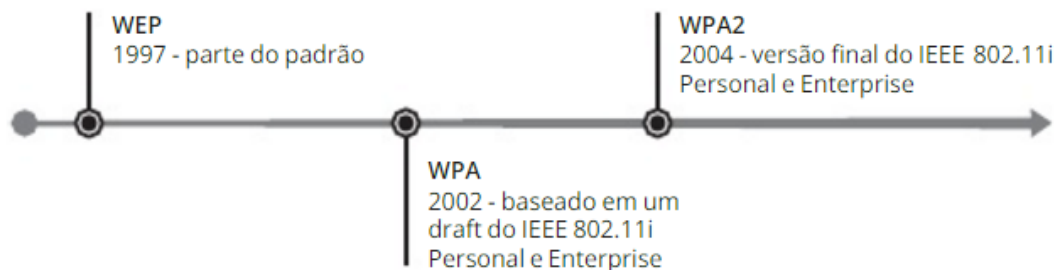 WEP
1997 - parte do padrão
WPA
2002 - baseado em um
draft do IEEE 802.11i
Personal e Enterprise
WPA2
2004 - versão final do IEEE 802.11i
Personal e Enterprise